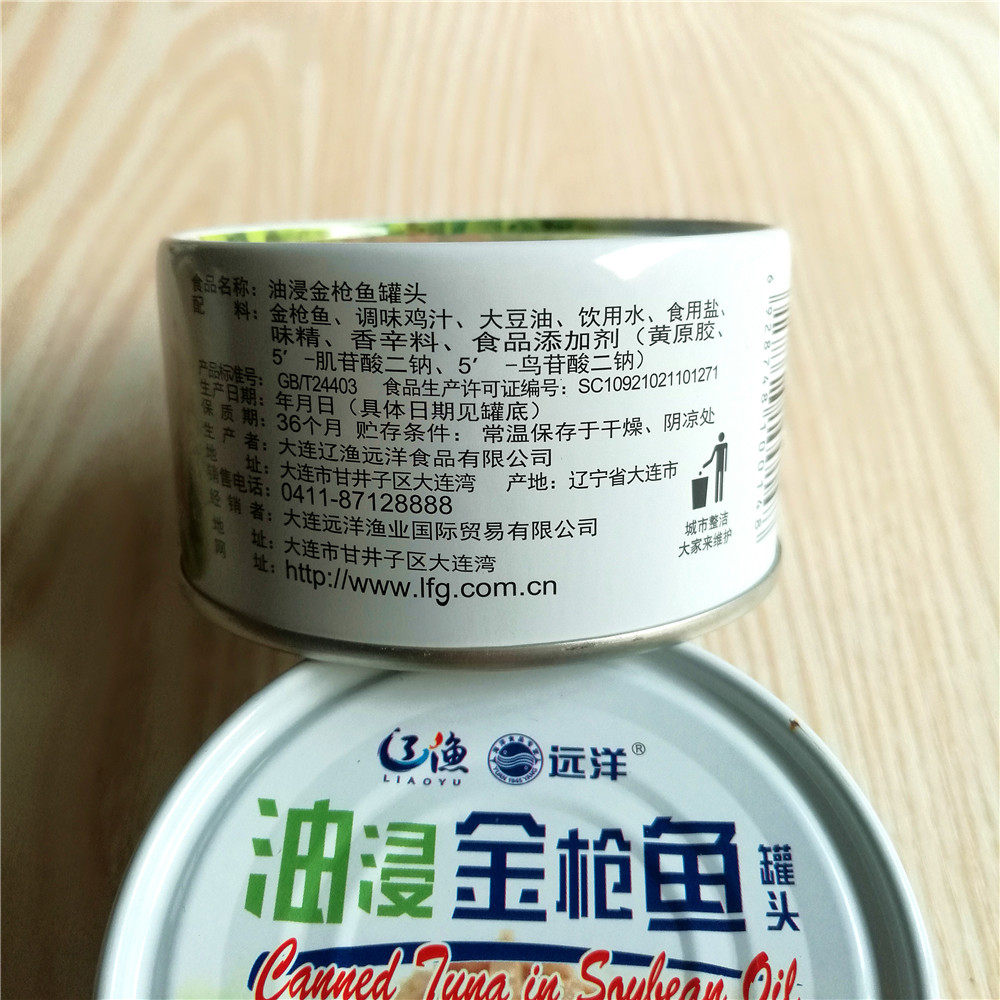 食品名称：油浸金枪鱼罐头
配 料：金枪鱼、调味鸡汁、大豆油、饮用水、食用盐、
味精、香辛料、食品添加剂（黄原胶、
5′-肌苷酸二钠、5′-鸟苷酸二钠）
产品标准号：GB/T24403 食品生产许可证编号：SC10921021101271
生产日期：年月日（具体日期见罐底）
保质期：36个月 贮存条件：常温保存于干燥、阴凉处
生产者：大连辽渔远洋食品有限公司
地 址：大连市甘井子区大连湾 产地：辽宁省大连市
销售电话：0411-87128888
经销者：大连远洋渔业国际贸易有限公司
地 址：大连市甘井子区大连湾
网 址：http://www.lfg.com.cn
城市整洁
大家来维护
辽渔
LIAOYU
远洋®
油浸金枪鱼罐头
Canned Tuna in Soybean Oil